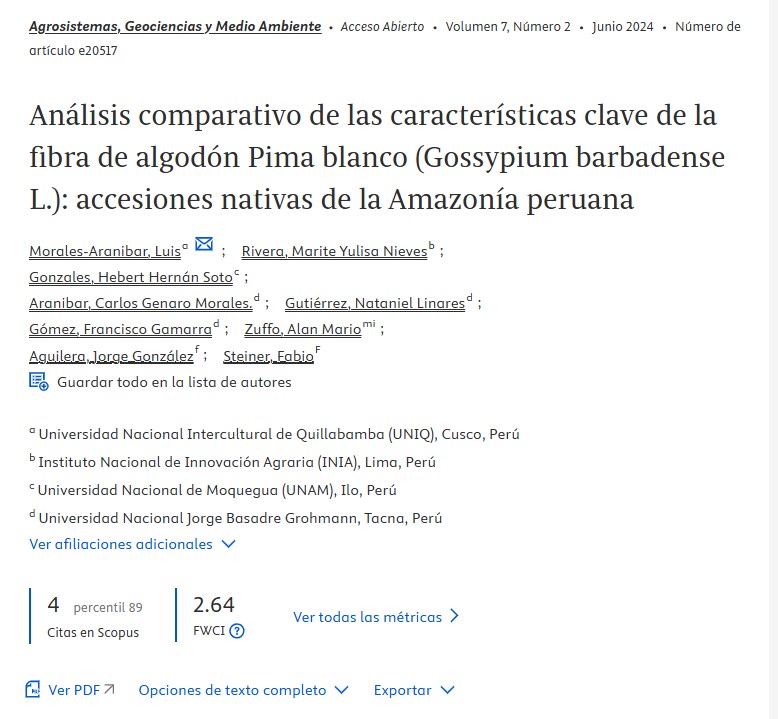 Agrosistemas, Geociencias y Medio Ambiente • Acceso Abierto • Volumen 7, Número 2 • Junio 2024 • Número de
artículo e20517
Análisis comparativo de las características clave de la
fibra de algodón Pima blanco (Gossypium barbadense
L.): accesiones nativas de la Amazonía peruana
Morales-Aranibar, Luis a ; Rivera, Marite Yulisa Nieves b ;
Gonzales, Hebert Hernán Soto c ;
Aranibar, Carlos Genaro Morales. d ; Gutiérrez, Nataniel Linares d ;
Gómez, Francisco Gamarra d ; Zuffo, Alan Mario mi ;
Aguilera, Jorge González f ; Steiner, Fabio F
Guardar todo en la lista de autores
a Universidad Nacional Intercultural de Quillabamba (UNIQ), Cusco, Perú
b Instituto Nacional de Innovación Agraria (INIA), Lima, Perú
c Universidad Nacional de Moquegua (UNAM), Ilo, Perú
d Universidad Nacional Jorge Basadre Grohmann, Tacna, Perú
Ver afiliaciones adicionales
4 percentil 89
Citas en Scopus
2.64
FWCI ?
Ver todas las métricas
Ver PDF Opciones de texto completo Exportar